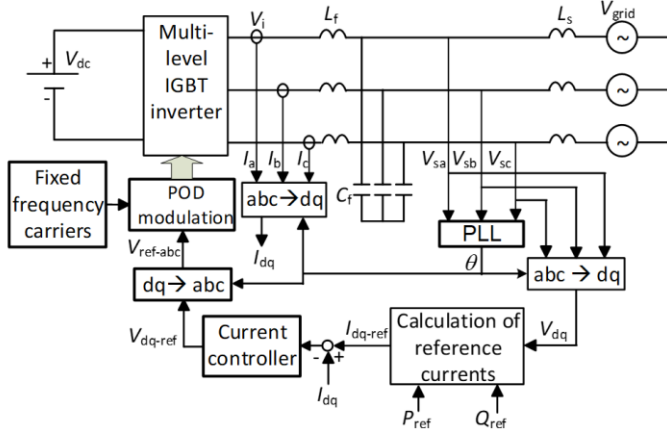 Vi
Lf
Ls
Vgrid
+
Vdc
-
Multi-
level
IGBT
inverter
~
~
~
Ia
Ib
Ic
Vsa
Vsb
Vsc
Fixed
frequency
carriers
POD
modulation
abc→dq
Cf
PLL
Vref-abc
Idq
θ
dq→ abc
abc → dq
Vdq-ref
Current
controller
-
+
Idq-ref
Calculation of
reference
currents
Vdq
Idq
Pref
Qref